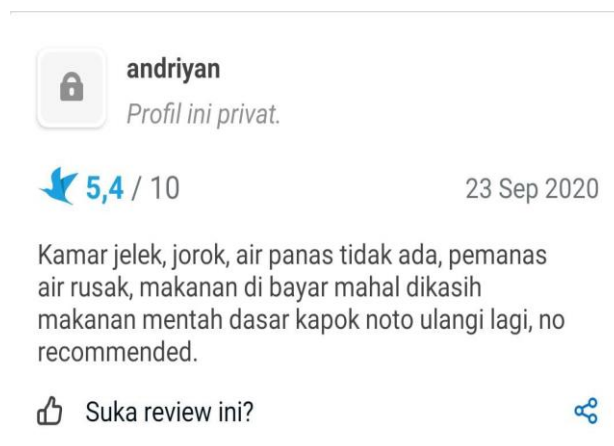 andriyan
Profil ini privat.
5,4 / 10
23 Sep 2020
Kamar jelek, jorok, air panas tidak ada, pemanas
air rusak, makanan di bayar mahal dikasih
makanan mentah dasar kapok noto ulangi lagi, no
recommended.
Suka review ini?